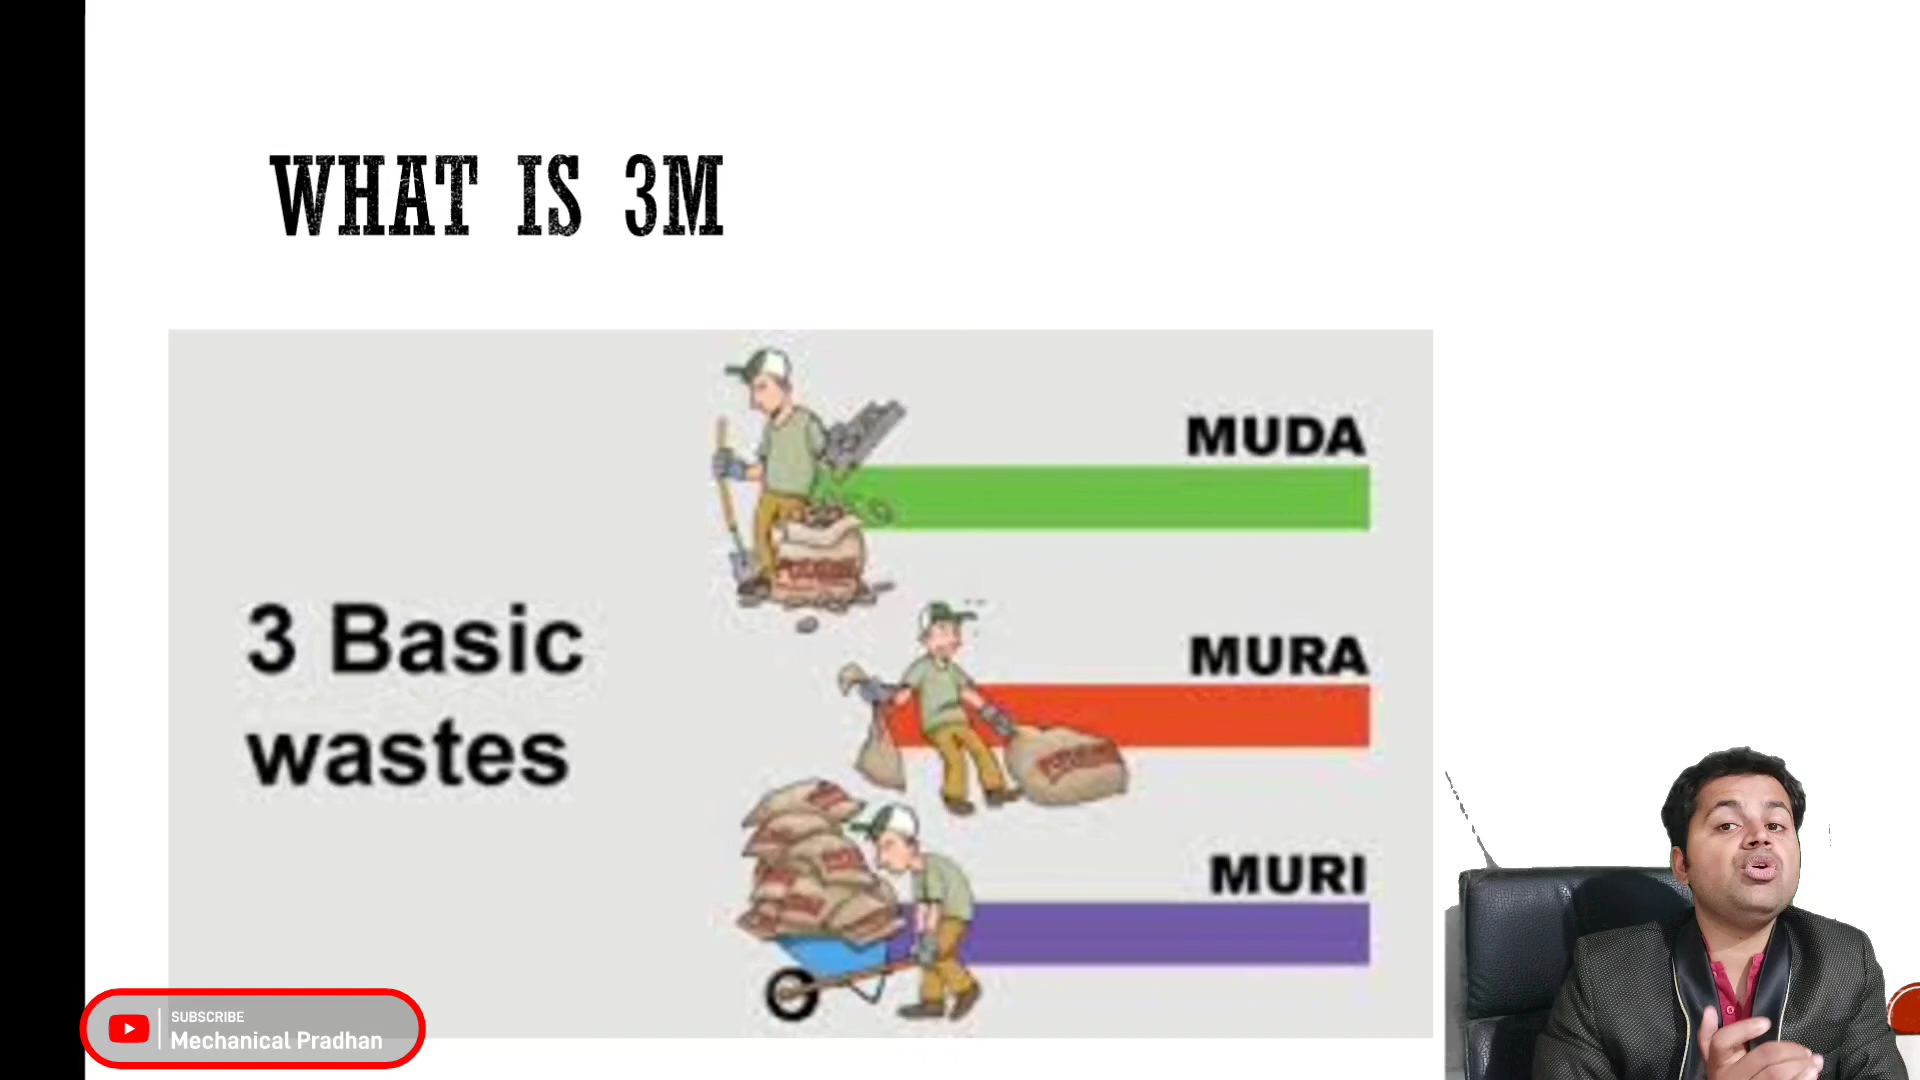 WHAT IS 3M
MUDA
3 Basic
wastes
MURA
MURI
SUBSCRIBE
Mechanical Pradhan